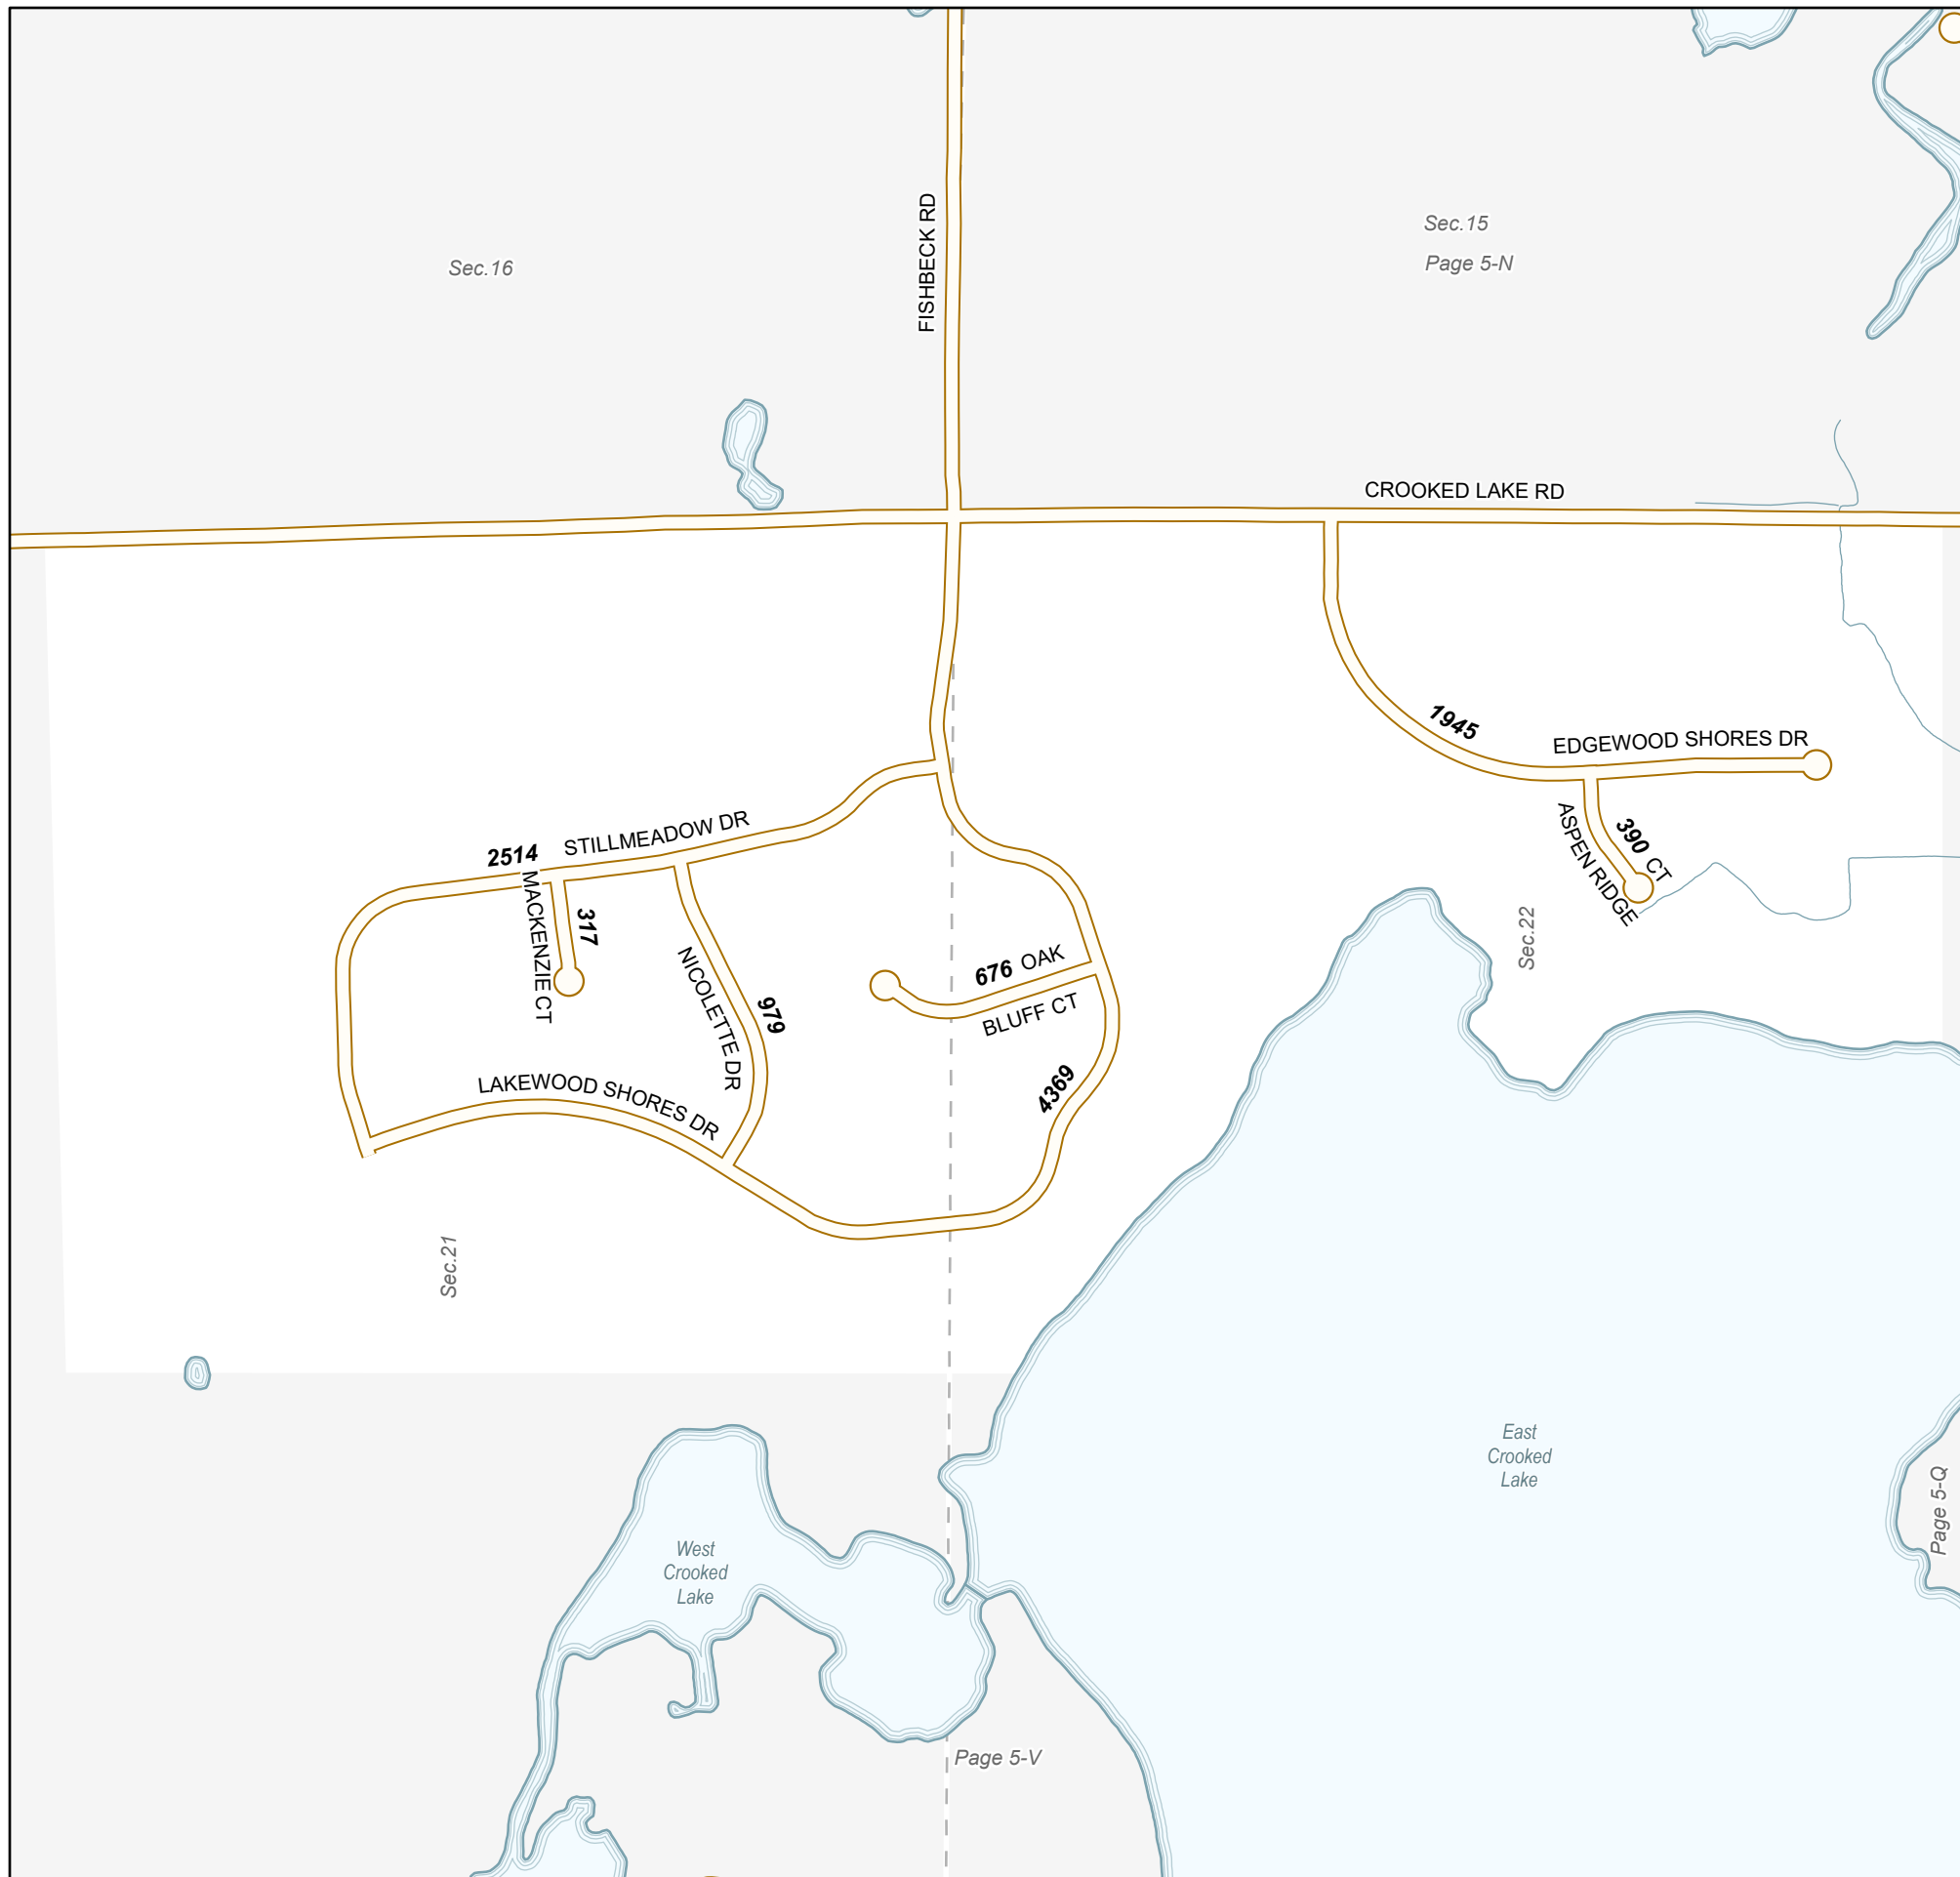 FISHBECK RD
Sec.15
Page 5-N
Sec.16
CROOKED LAKE RD
1945
EDGEWOOD SHORES DR
390
ASPEN RIDGE CT
2514
STILLMEADOW DR
MACKENZIE CT
317
NICOLETTE DR
979
676
OAK
BLUFF CT
Sec.22
4369
LAKEWOOD SHORES DR
Sec.21
East
Crooked
Lake
Page 5-Q
West
Crooked
Lake
Page 5-V